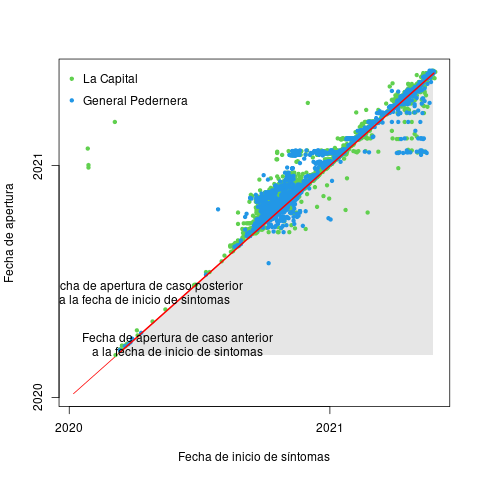 La Capital
General Pedernera
2021
Fecha de apertura
cha de apertura de caso posterior
a la fecha de inicio de síntomas
Fecha de apertura de caso anterior
a la fecha de inicio de sintomas
2020
2020
2021
Fecha de inicio de síntomas